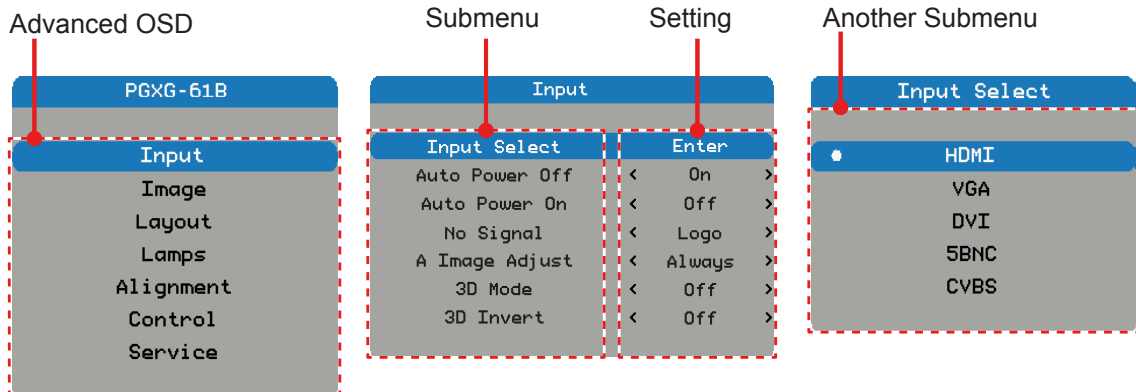 Advanced OSD
Submenu
Setting
Another Submenu
PGXG-61B
Input
Image
Layout
Lamps
Alignment
Control
Service
Input
Input Select Enter
Auto Power Off < On >
Auto Power On < Off >
No Signal < Logo >
A Image Adjust < Always >
3D Mode < Off >
3D Invert < Off >
Input Select
HDMI
VGA
DVI
5BNC
CVBS